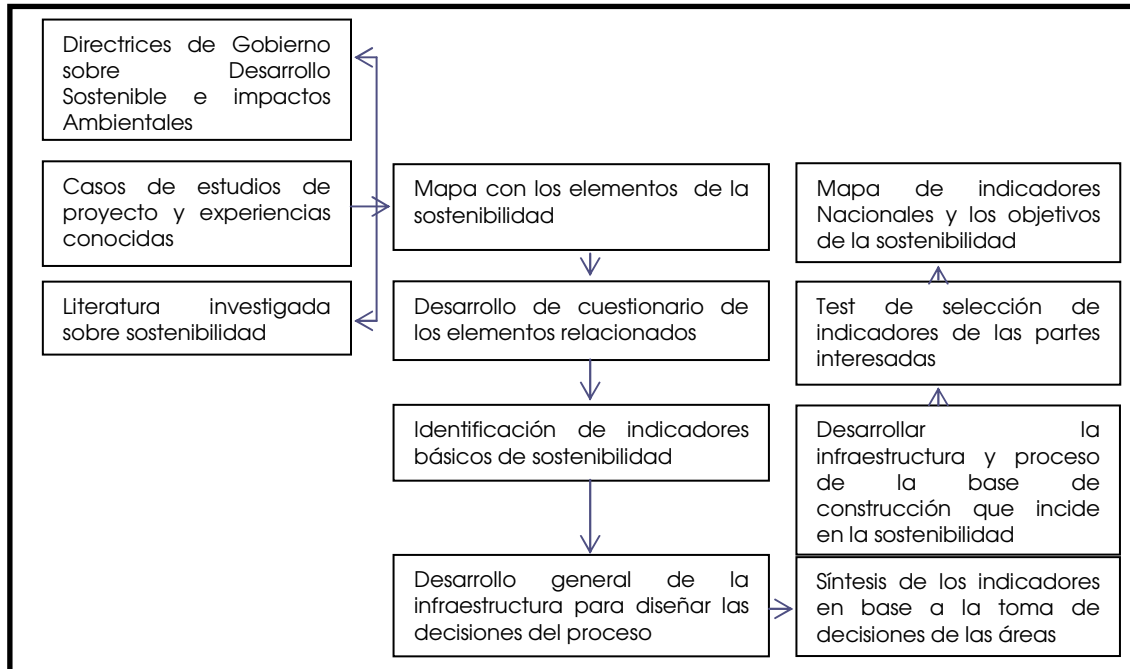 Directrices de Gobierno
sobre Desarrollo
Sostenible e impactos
Ambientales
Casos de estudios de
proyecto y experiencias
conocidas
Literatura investigada
sobre sostenibilidad
Mapa con los elementos de la
sostenibilidad
Desarrollo de cuestionario de
los elementos relacionados
Identificación de indicadores
básicos de sostenibilidad
Desarrollo general de la
infraestructura para diseñar las
decisiones del proceso
Mapa de indicadores
Nacionales y los objetivos
de la sostenibilidad
Test de selección de
indicadores de las partes
interesadas
Desarrollar la
infraestructura y proceso
de la base de
construcción que incide
en la sostenibilidad
Síntesis de los indicadores
en base a la toma de
decisiones de las áreas